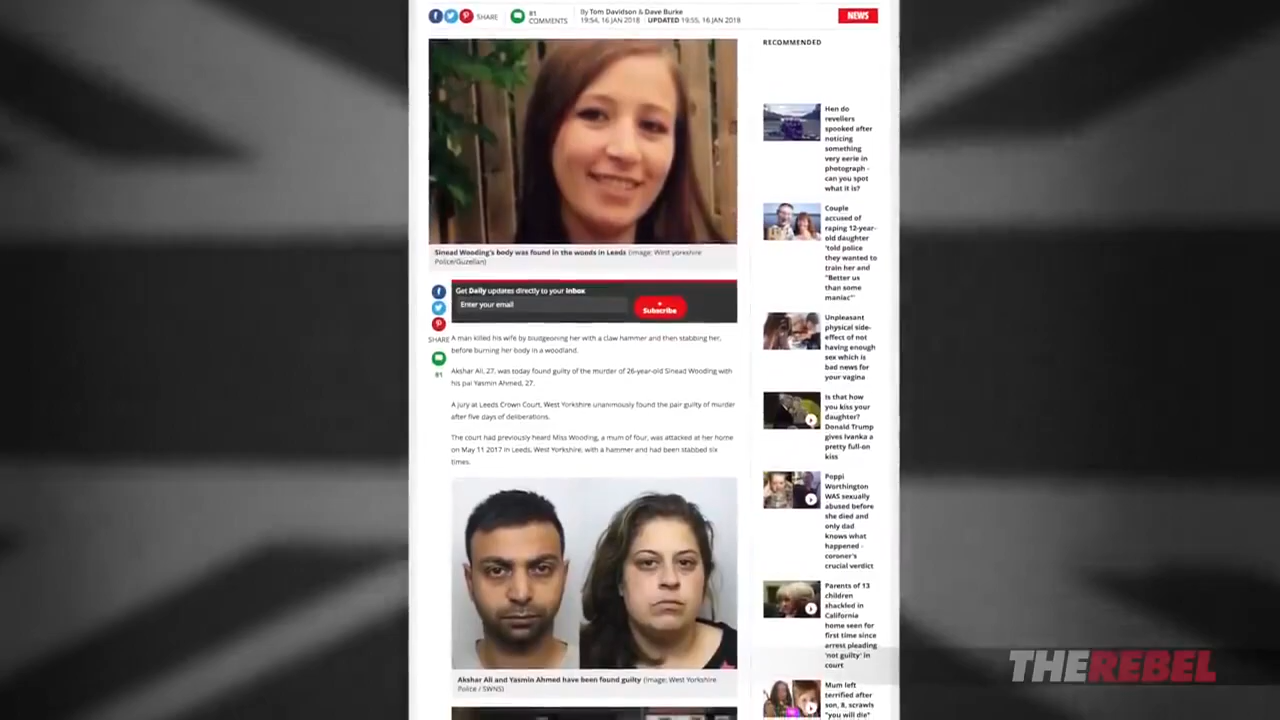 SHARE
81
COMMENTS
By Tom Davidson & Dave Burke
19:54, 16 JAN 2018 UPDATED 19:55, 16 JAN 2018
NEWS
Sinead Wooding's body was found in the woods in Leeds (Image: West yorkshire
Police/Guzelian)
Get Daily updates directly to your inbox
Enter your email
+
Subscribe
SHARE
81
A man killed his wife by bludgeoning her with a claw hammer and then stabbing her,
before burning her body in a woodland.
Akshar Ali, 27, was today found guilty of the murder of 26-year-old Sinead Wooding with
his pal Yasmin Ahmed, 27.
A jury at Leeds Crown Court, West Yorkshire unanimously found the pair guilty of murder
after five days of deliberations.
The court had previously heard Miss Wooding, a mum of four, was attacked at her home
on May 11 2017 in Leeds, West Yorkshire, with a hammer and had been stabbed six
times.
Akshar Ali and Yasmin Ahmed have been found guilty (Image: West Yorkshire
Police / SWNS)
RECOMMENDED
Hen do
revellers
spooked after
noticing
something
very eerie in
photograph -
can you spot
what it is?
Couple
accused of
raping 12-year-
old daughter
'told police
they wanted to
train her and
"Better us
than some
maniac"'
Unpleasant
physical side-
effect of not
having enough
sex which is
bad news for
your vagina
Is that how
you kiss your
daughter?
Donald Trump
gives Ivanka a
pretty full-on
kiss
Poppi
Worthington
WAS sexually
abused before
she died and
only dad
knows what
happened -
coroner's
crucial verdict
Parents of 13
children
shackled in
California
home seen for
first time since
arrest pleading
'not guilty' in
court
Mum left
terrified after
son, 8, scrawls
"you will die"
THE REBEL